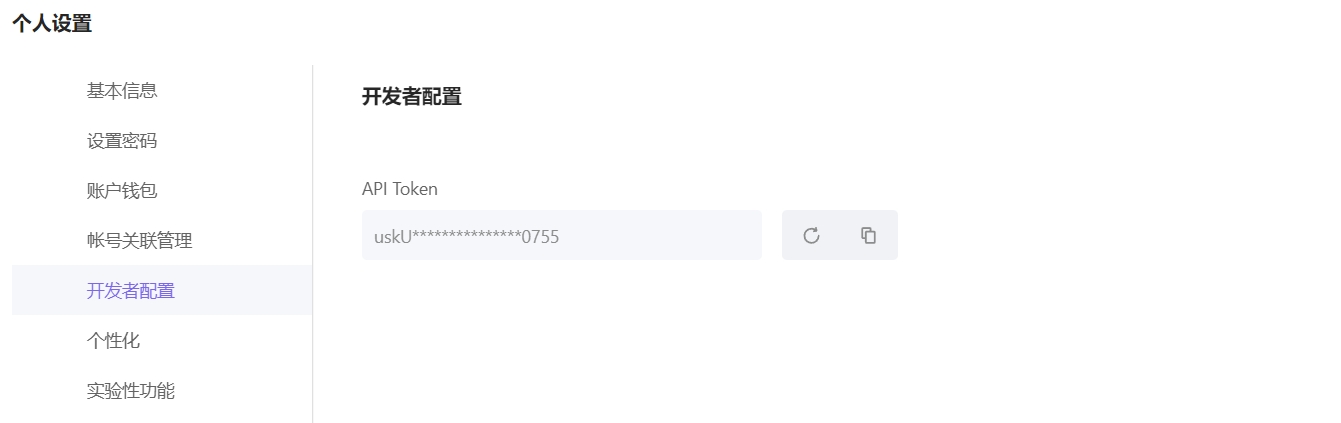 个人设置
基本信息
设置密码
账户钱包
帐号关联管理
开发者配置
个性化
实验性功能
开发者配置
API Token
uskU***************0755